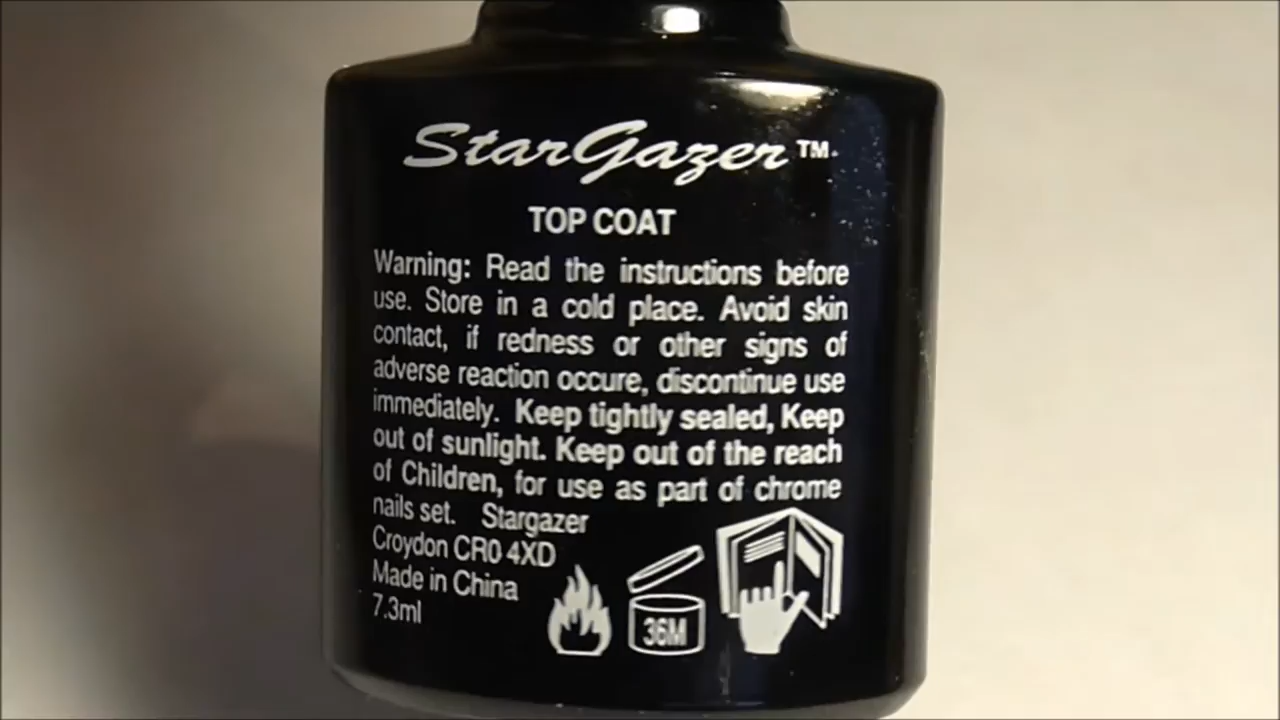 StarGazer™
TOP COAT
Warning: Read the instructions before
use. Store in a cold place. Avoid skin
contact, if redness or other signs of
adverse reaction occure, discontinue use
immediately. Keep tightly sealed, Keep
out of sunlight. Keep out of the reach
of Children, for use as part of chrome
nails set. Stargazer
Croydon CR0 4XD
Made in China
7.3ml
36M